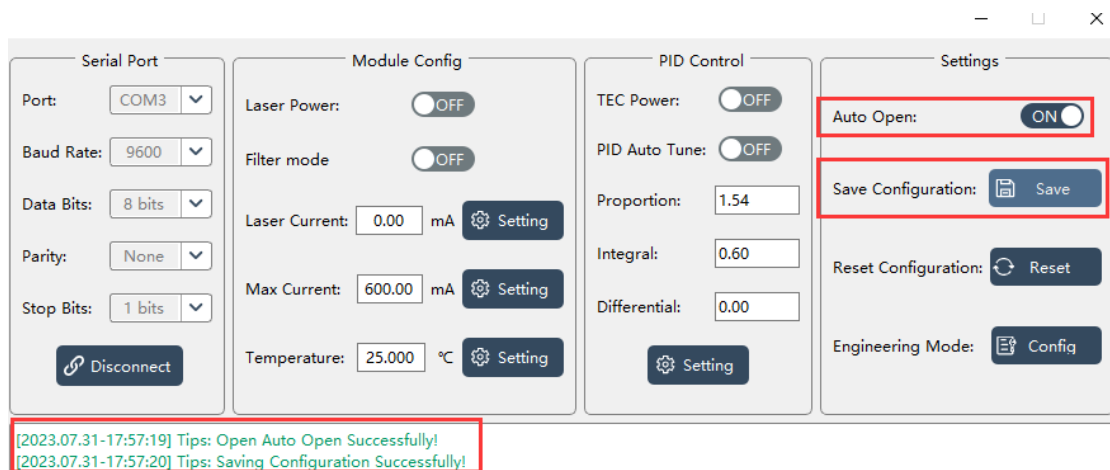 Serial Port
Port: COM3
Baud Rate: 9600
Data Bits: 8 bits
Parity: None
Stop Bits: 1 bits
Disconnect
Module Config
Laser Power: OFF
Filter mode OFF
Laser Current: 0.00 mA Setting
Max Current: 600.00 mA Setting
Temperature: 25.000 ℃ Setting
PID Control
TEC Power: OFF
PID Auto Tune: OFF
Proportion: 1.54
Integral: 0.60
Differential: 0.00
Setting
Settings
Auto Open: ON
Save Configuration: Save
Reset Configuration: Reset
Engineering Mode: Config
[2023.07.31-17:57:19] Tips: Open Auto Open Successfully!
[2023.07.31-17:57:20] Tips: Saving Configuration Successfully!